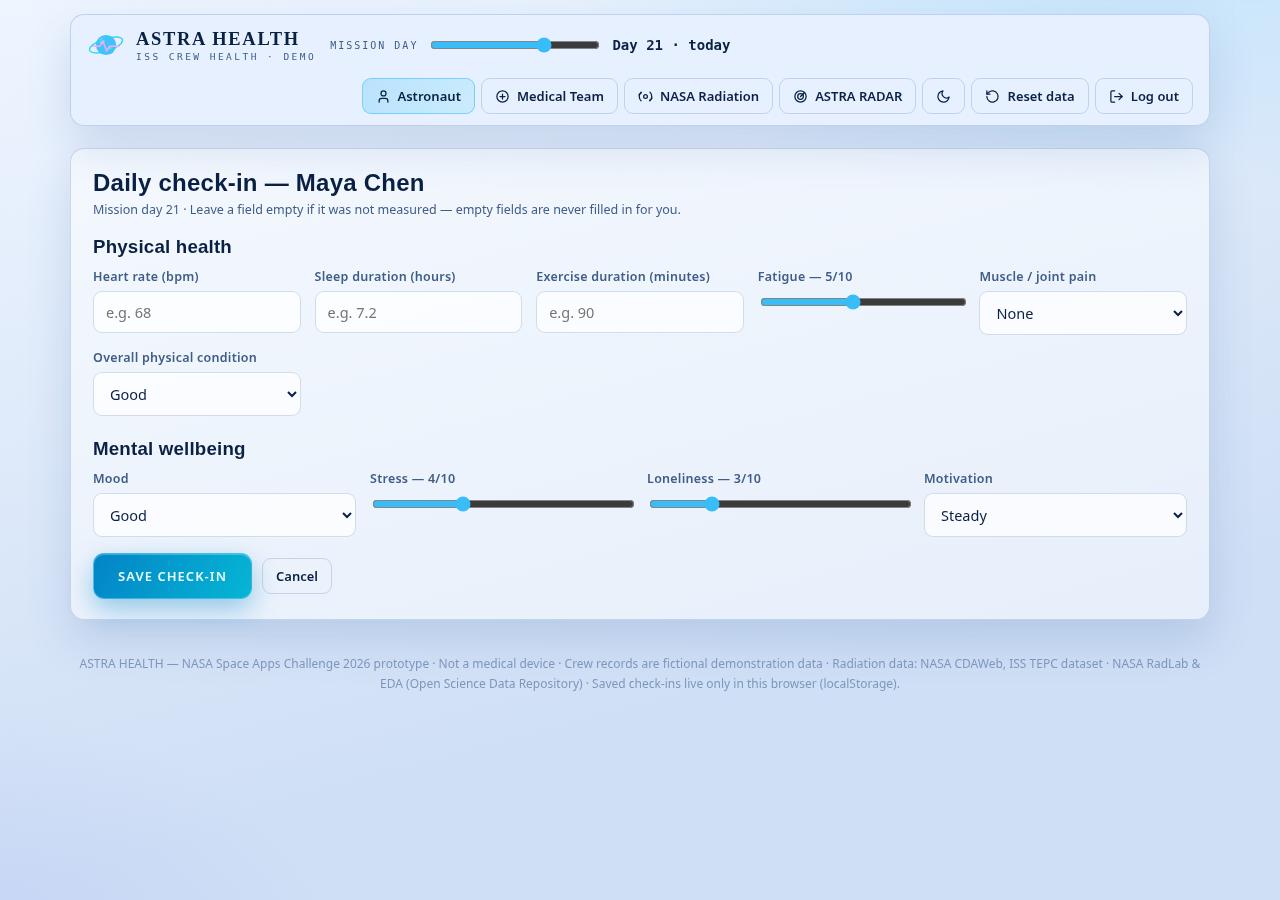 ASTRA HEALTH
ISS CREW HEALTH · DEMO
MISSION DAY
Day 21 · today
Astronaut
Medical Team
NASA Radiation
ASTRA RADAR
Reset data
Log out
Daily check-in — Maya Chen
Mission day 21 · Leave a field empty if it was not measured — empty fields are never filled in for you.
Physical health
Heart rate (bpm)
Sleep duration (hours)
Exercise duration (minutes)
Fatigue — 5/10
Muscle / joint pain
e.g. 68
e.g. 7.2
e.g. 90
None
Overall physical condition
Good
Mental wellbeing
Mood
Stress — 4/10
Loneliness — 3/10
Motivation
Good
Steady
SAVE CHECK-IN
Cancel
ASTRA HEALTH — NASA Space Apps Challenge 2026 prototype · Not a medical device · Crew records are fictional demonstration data · Radiation data: NASA CDAWeb, ISS TEPC dataset · NASA RadLab &
EDA (Open Science Data Repository) · Saved check-ins live only in this browser (localStorage).